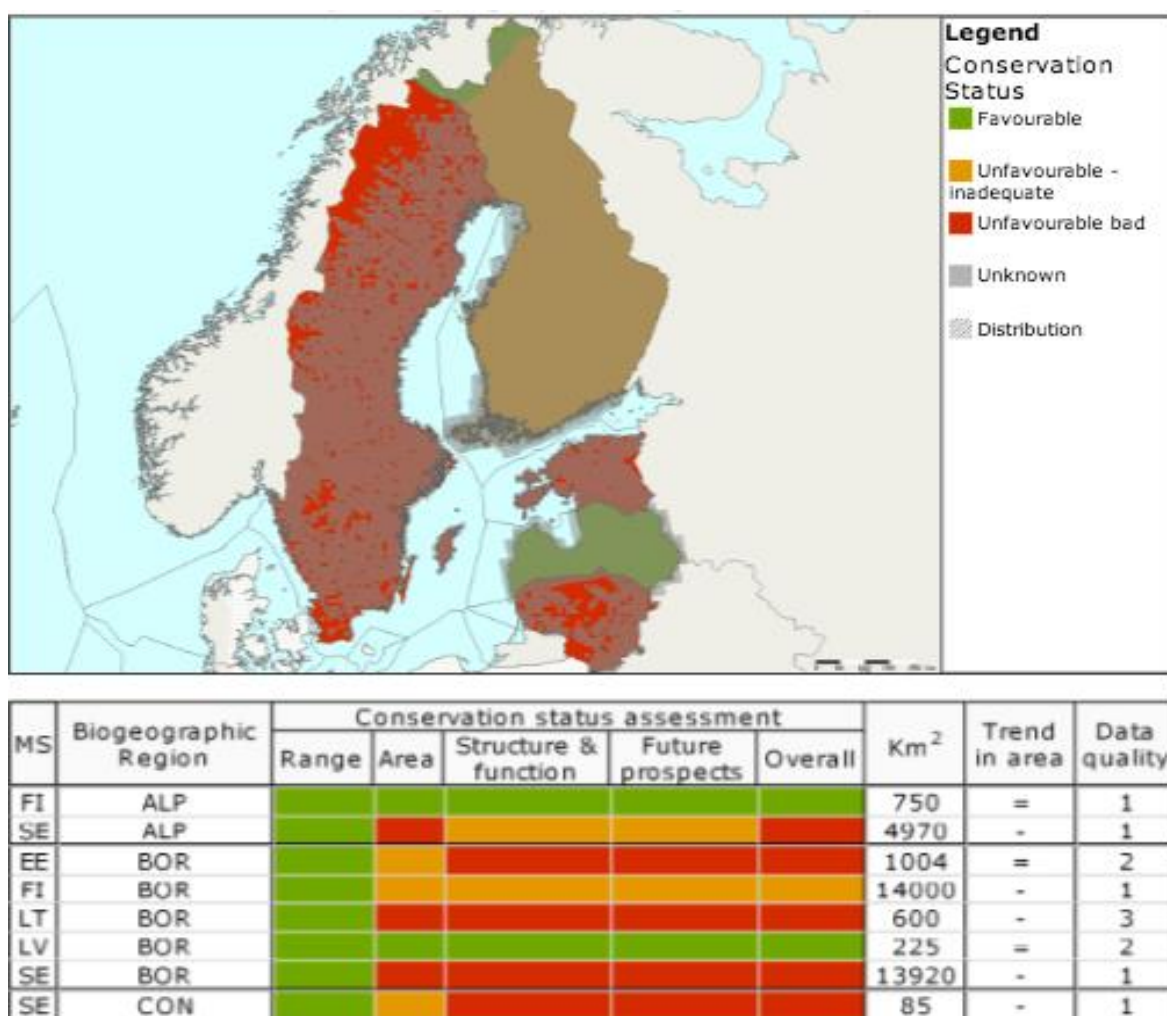 Legend
Conservation
Status
Favourable
Unfavourable -
inadequate
Unfavourable bad
Unknown
Distribution
MS Biogeographic Region Conservation status assessment Km2 Trend in area Data quality
Range Area Structure & function Future prospects Overall
FI ALP 750 = 1
SE ALP 4970 - 1
EE BOR 1004 = 2
FI BOR 14000 - 1
LT BOR 600 - 3
LV BOR 225 = 2
SE BOR 13920 - 1
SE CON 85 - 1